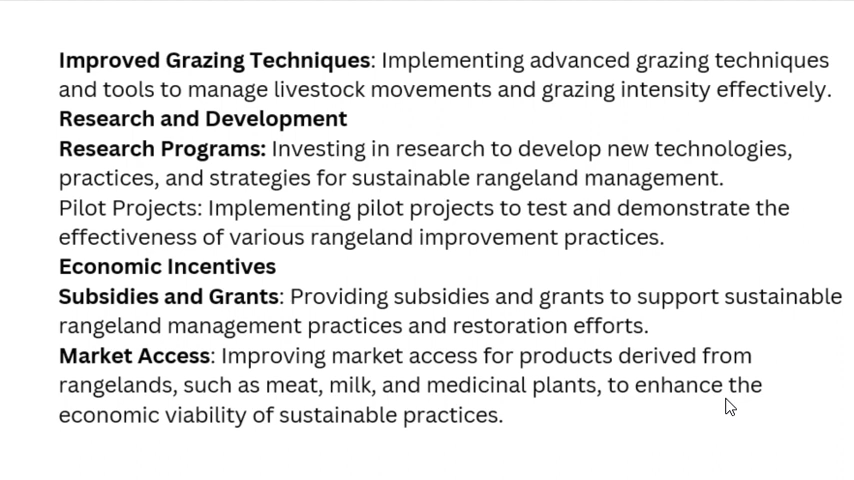 Improved Grazing Techniques: Implementing advanced grazing techniques
and tools to manage livestock movements and grazing intensity effectively.
Research and Development
Research Programs: Investing in research to develop new technologies,
practices, and strategies for sustainable rangeland management.
Pilot Projects: Implementing pilot projects to test and demonstrate the
effectiveness of various rangeland improvement practices.
Economic Incentives
Subsidies and Grants: Providing subsidies and grants to support sustainable
rangeland management practices and restoration efforts.
Market Access: Improving market access for products derived from
rangelands, such as meat, milk, and medicinal plants, to enhance the
economic viability of sustainable practices.